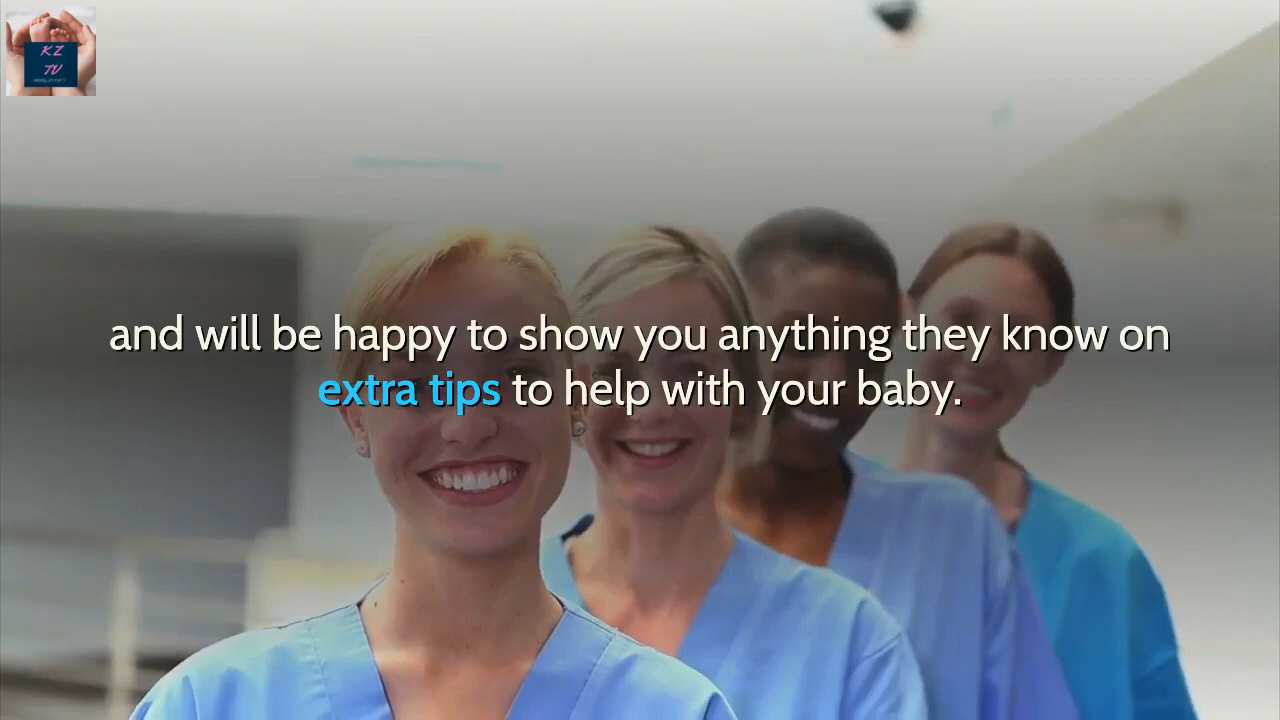 KZ
TV
and will be happy to show you anything they know on
extra tips to help with your baby.